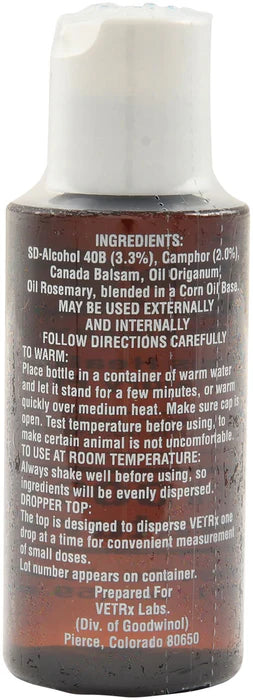 INGREDIENTS:
SD-Alcohol 40B (3.3%), Camphor (2.0%),
Canada Balsam, Oil Origanum,
Oil Rosemary, blended in a Corn Oil Base.
MAY BE USED EXTERNALLY
AND INTERNALLY
FOLLOW DIRECTIONS CAREFULLY
TO WARM:
Place bottle in a container of warm water
and let it stand for a few minutes, or warm
quickly over medium heat. Make sure cap is
open. Test temperature before using, to
make certain animal is not uncomfortable.
TO USE AT ROOM TEMPERATURE:
Always shake well before using, so
ingredients will be evenly dispersed.
DROPPER TOP:
The top is designed to disperse VETRx one
drop at a time for convenient measurement
of small doses.
Lot number appears on container.
Prepared For
VETRx Labs.
(Div. of Goodwinol)
Pierce, Colorado 80650